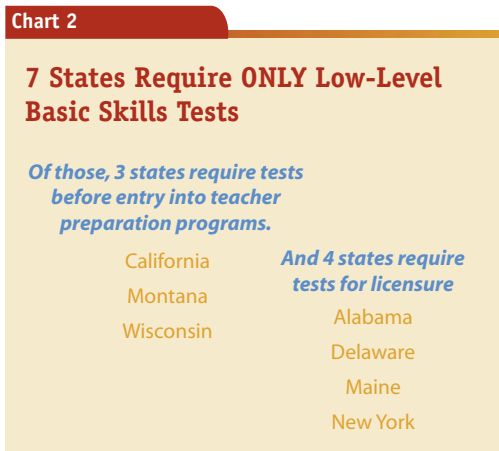 Chart 2
7 States Require ONLY Low-Level
Basic Skills Tests
Of those, 3 states require tests
before entry into teacher
preparation programs.
California
Montana
Wisconsin
And 4 states require
tests for licensure
Alabama
Delaware
Maine
New York